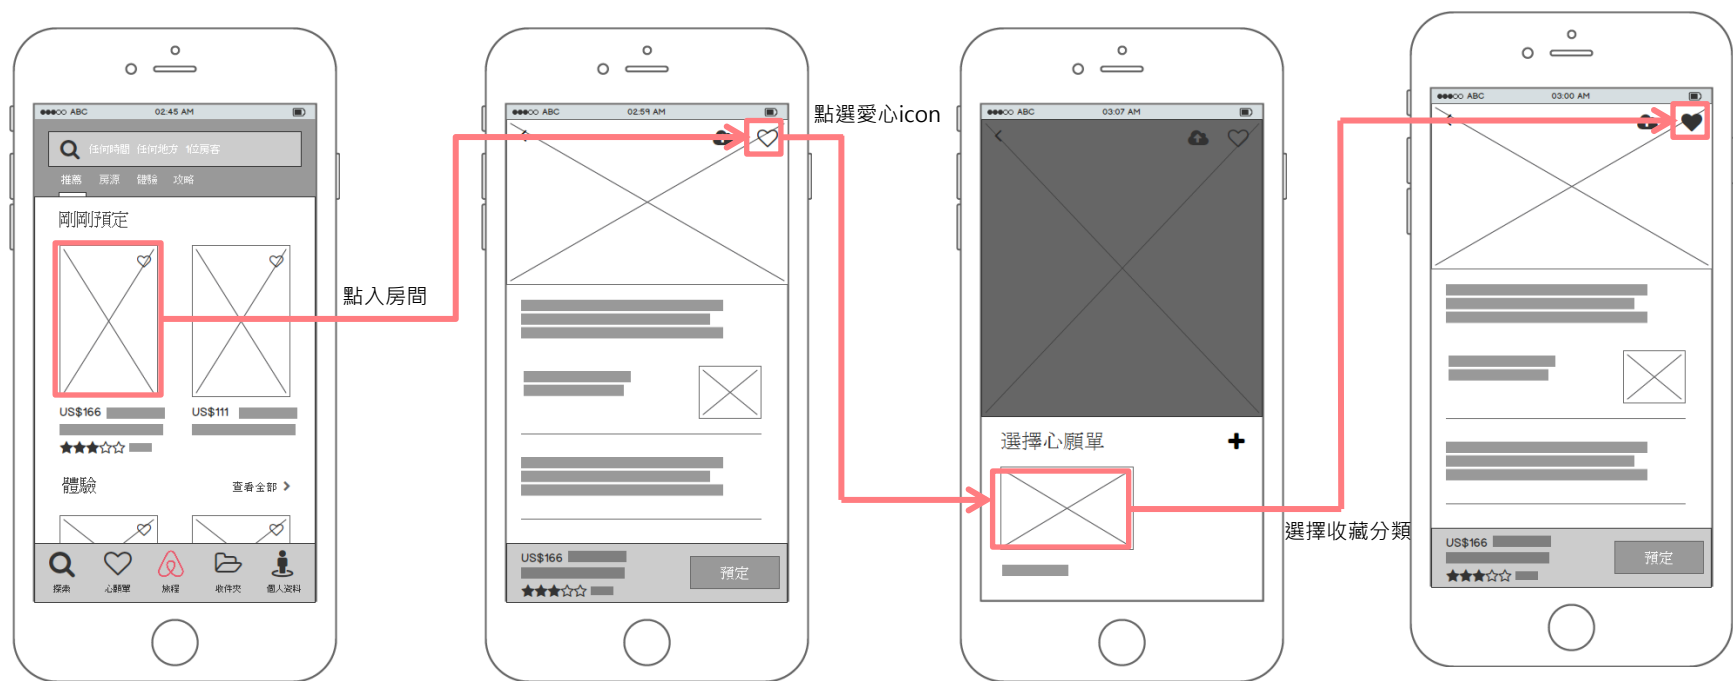 ABC 02:45 AM
任何時間 任何地方 1位房客
推薦 房源 體驗 攻略
剛剛預定
US$166 US$111
體驗 查看全部
探索 心願單 旅程 收件夾 個人資料
點入房間
ABC 02:59 AM
US$166
預定
點選愛心icon
ABC 03:07 AM
選擇心願單
選擇收藏分類
ABC 03:00 AM
US$166
預定